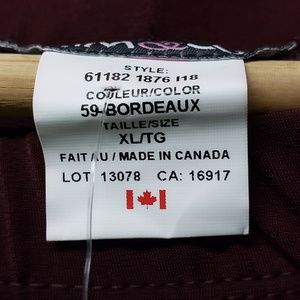 STYLE:
61182 1876 I18
COULEUR/COLOR
59-BORDEAUX
TAILLE/SIZE
XL/TG
FAIT AU / MADE IN CANADA
LOT: 13078 CA: 16917